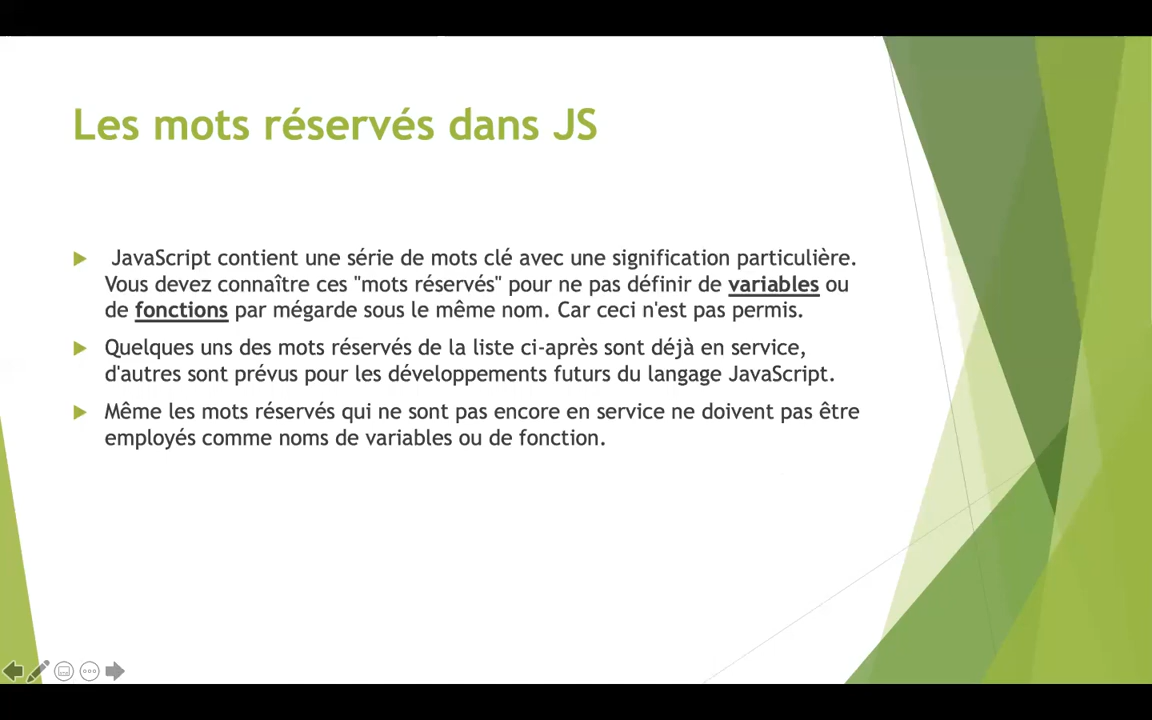 Les mots réservés dans JS
JavaScript contient une série de mots clé avec une signification particulière.
Vous devez connaître ces "mots réservés" pour ne pas définir de variables ou
de fonctions par mégarde sous le même nom. Car ceci n'est pas permis.
Quelques uns des mots réservés de la liste ci-après sont déjà en service,
d'autres sont prévus pour les développements futurs du langage JavaScript.
Même les mots réservés qui ne sont pas encore en service ne doivent pas être
employés comme noms de variables ou de fonction.